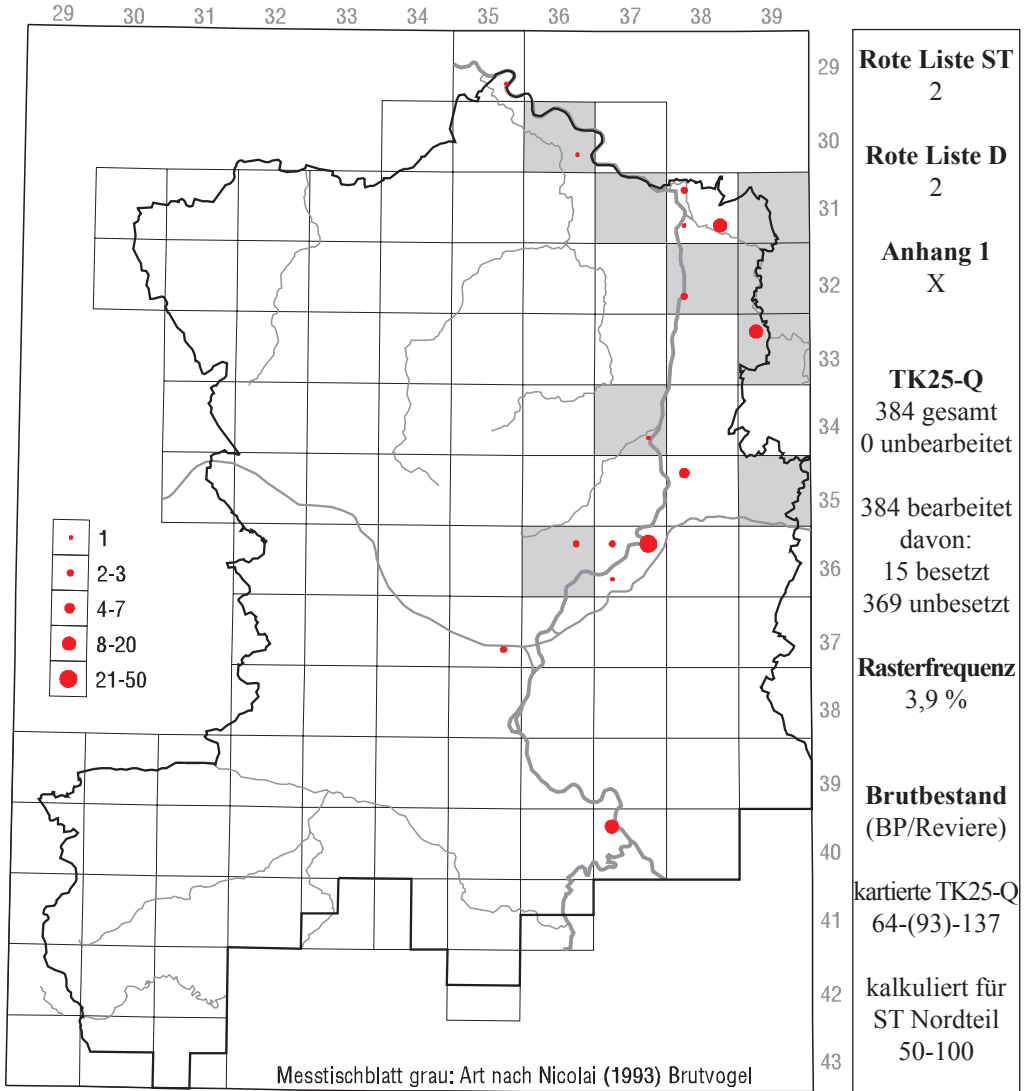 29 30 31 32 33 34 35 36 37 38 39
29
30
31
32
33
34
35
36
37
38
39
40
41
42
43
1
2-3
4-7
8-20
21-50
Messtischblatt grau: Art nach Nicolai (1993) Brutvogel
Rote Liste ST
2
Rote Liste D
2
Anhang 1
X
TK25-Q
384 gesamt
0 unbearbeitet
384 bearbeitet
davon:
15 besetzt
369 unbesetzt
Rasterfrequenz
3,9 %
Brutbestand
(BP/Reviere)
kartierte TK25-Q
64-(93)-137
kalkuliert für
ST Nordteil
50-100